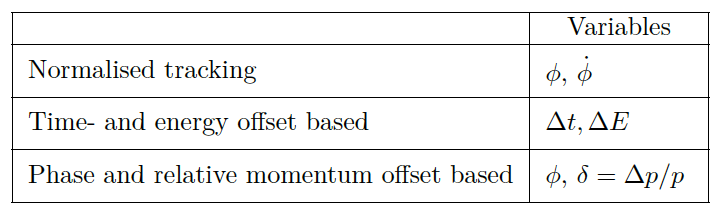 Variables
Normalised tracking ϕ, ϕ̇
Time- and energy offset based Δt, ΔE
Phase and relative momentum offset based ϕ, δ = Δp/p